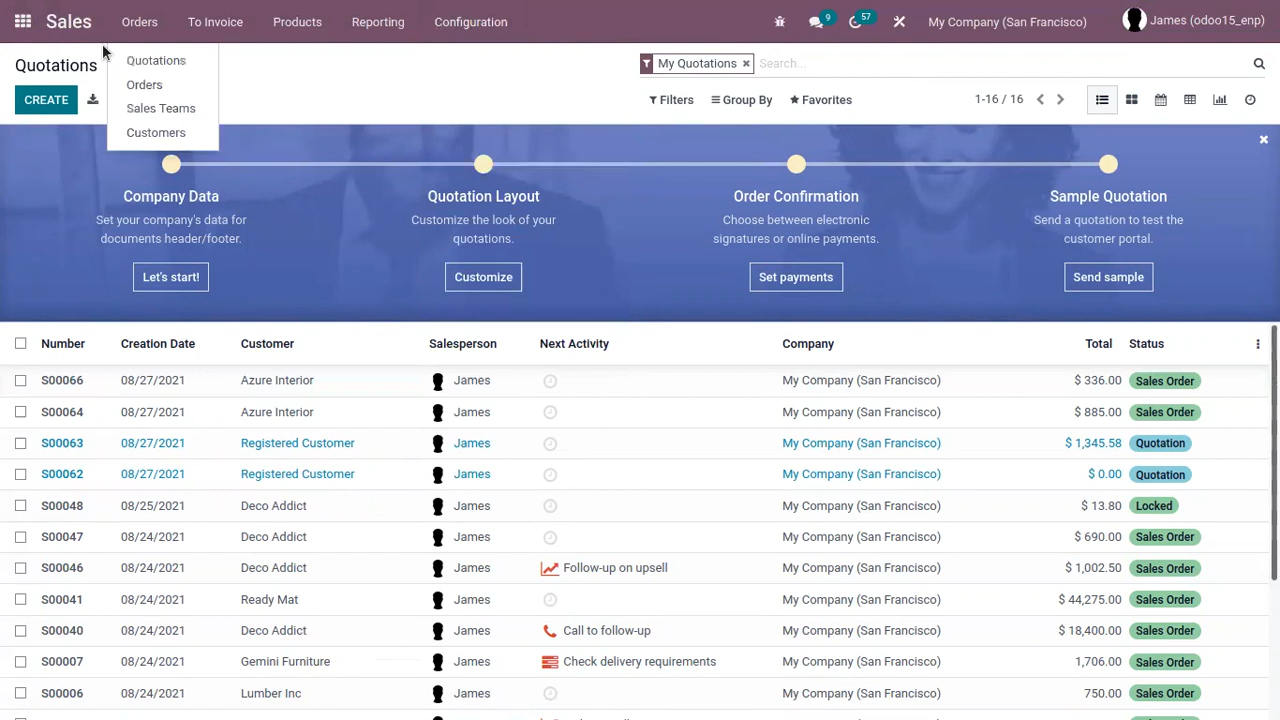 Sales Orders To Invoice Products Reporting Configuration 9 57 My Company (San Francisco) James (odoo15_enp)
Quotations
Quotations
Orders
Sales Teams
Customers
My Quotations × Search...
CREATE
Filters Group By Favorites 1-16 / 16
Company Data
Set your company's data for
documents header/footer.
Let's start!
Quotation Layout
Customize the look of your
quotations.
Customize
Order Confirmation
Choose between electronic
signatures or online payments.
Set payments
Sample Quotation
Send a quotation to test the
customer portal.
Send sample
Number Creation Date Customer Salesperson Next Activity Company Total Status
S00066 08/27/2021 Azure Interior James My Company (San Francisco) $ 336.00 Sales Order
S00064 08/27/2021 Azure Interior James My Company (San Francisco) $ 885.00 Sales Order
S00063 08/27/2021 Registered Customer James My Company (San Francisco) $ 1,345.58 Quotation
S00062 08/27/2021 Registered Customer James My Company (San Francisco) $ 0.00 Quotation
S00048 08/25/2021 Deco Addict James My Company (San Francisco) $ 13.80 Locked
S00047 08/24/2021 Deco Addict James My Company (San Francisco) $ 690.00 Sales Order
S00046 08/24/2021 Deco Addict James Follow-up on upsell My Company (San Francisco) $ 1,002.50 Sales Order
S00041 08/24/2021 Ready Mat James My Company (San Francisco) $ 44,275.00 Sales Order
S00040 08/24/2021 Deco Addict James Call to follow-up My Company (San Francisco) $ 18,400.00 Sales Order
S00007 08/24/2021 Gemini Furniture James Check delivery requirements My Company (San Francisco) 1,706.00 Sales Order
S00006 08/24/2021 Lumber Inc James My Company (San Francisco) 750.00 Sales Order